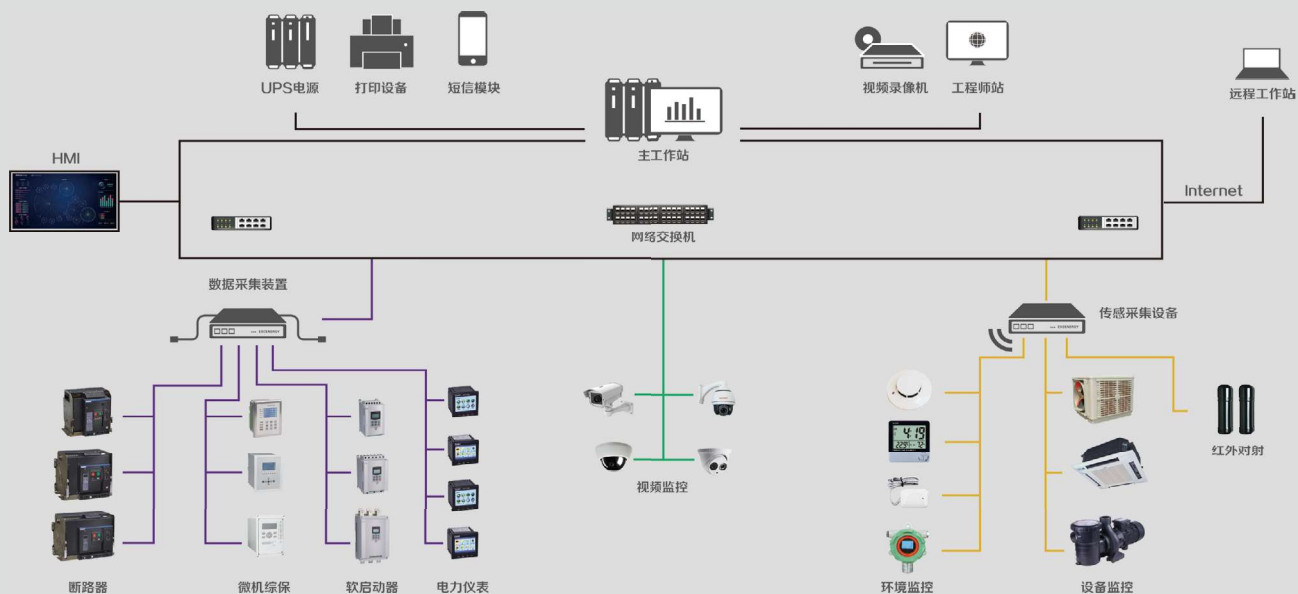 UPS电源
打印设备
短信模块
视频录像机
工程师站
远程工作站
主工作站
HMI
Internet
网络交换机
数据采集装置
传感采集设备
4:19
红外对射
视频监控
断路器
微机综保
软启动器
电力仪表
环境监控
设备监控